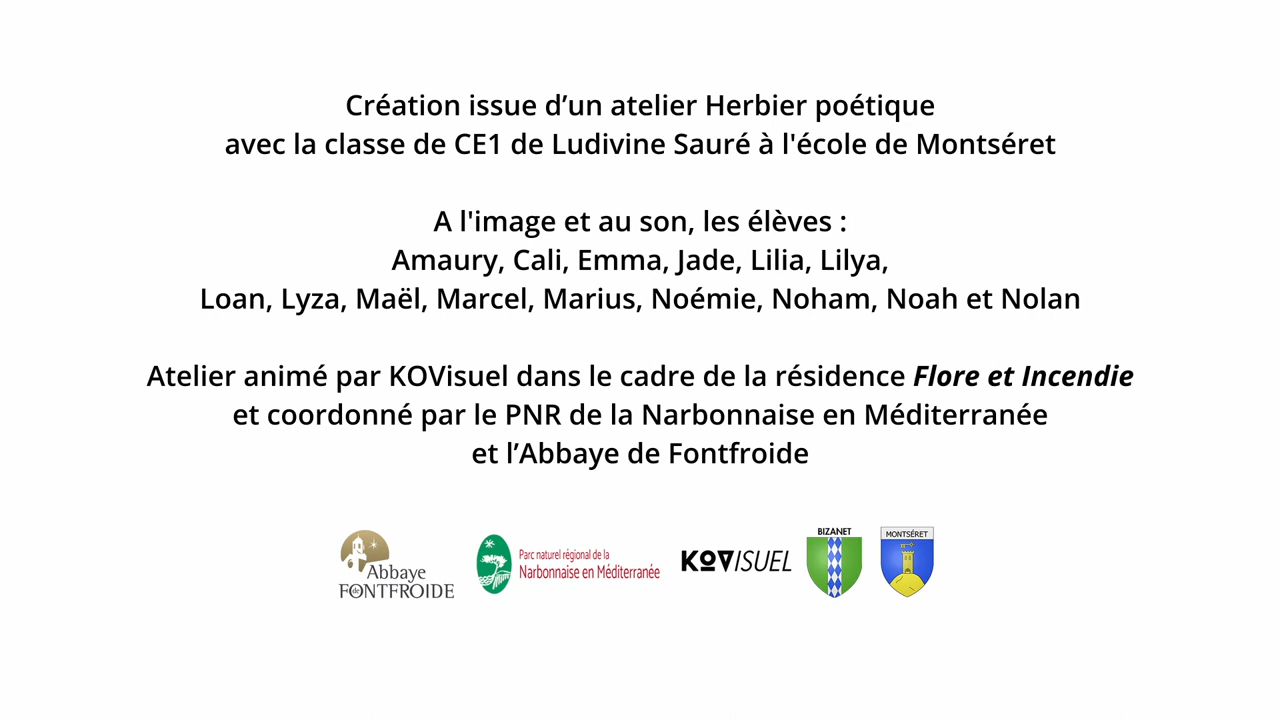 Création issue d’un atelier Herbier poétique
avec la classe de CE1 de Ludivine Sauré à l'école de Montséret
A l'image et au son, les élèves :
Amaury, Cali, Emma, Jade, Lilia, Lilya,
Loan, Lyza, Maël, Marcel, Marius, Noémie, Noham, Noah et Nolan
Atelier animé par KOVisuel dans le cadre de la résidence Flore et Incendie
et coordonné par le PNR de la Narbonnaise en Méditerranée
et l’Abbaye de Fontfroide
Abbaye
de FONTFROIDE
Parc naturel régional de la
Narbonnaise en Méditerranée
KOVISUEL
BIZANET
MONTSÉRET